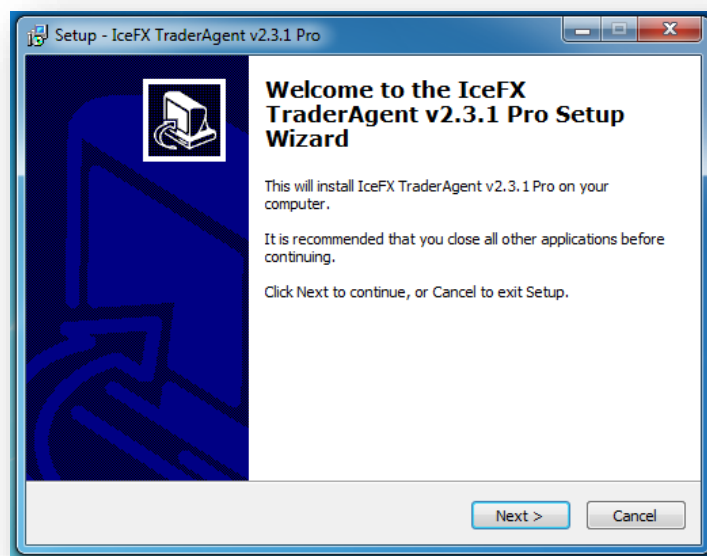 Setup - IceFX TraderAgent v2.3.1 Pro
Welcome to the IceFX
TraderAgent v2.3.1 Pro Setup
Wizard
This will install IceFX TraderAgent v2.3.1 Pro on your
computer.
It is recommended that you close all other applications before
continuing.
Click Next to continue, or Cancel to exit Setup.
Next >
Cancel